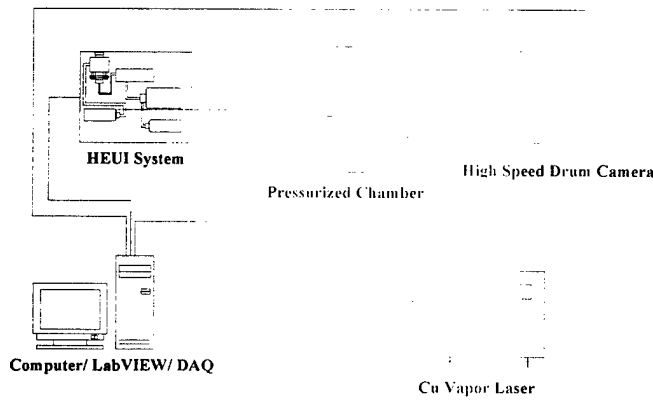 HEUI System
Pressurized Chamber
High Speed Drum Camera
Computer/ LabVIEW/ DAQ
Cu Vapor Laser